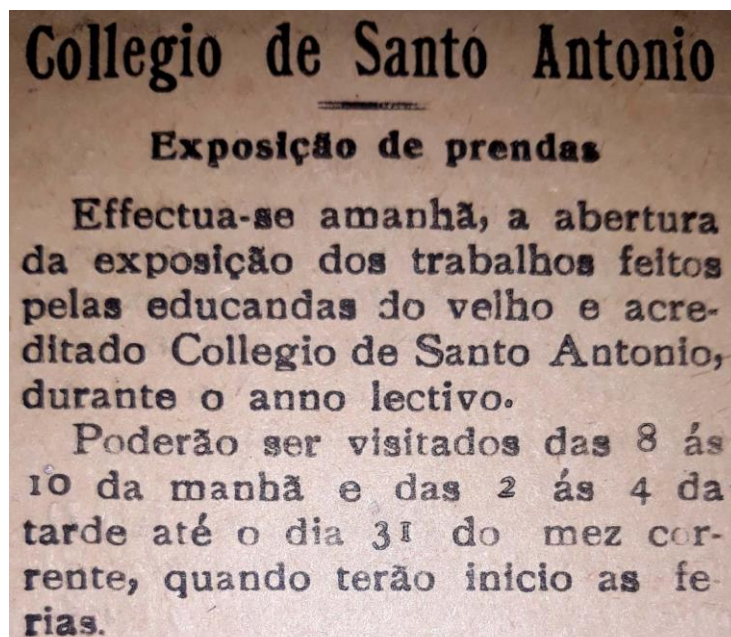 Collegio de Santo Antonio
Exposição de prendas
Effectua-se amanhã, a abertura
da exposição dos trabalhos feitos
pelas educandas do velho e acre-
ditado Collegio de Santo Antonio,
durante o anno lectivo.
Poderão ser visitados das 8 ás
10 da manhã e das 2 ás 4 da
tarde até o dia 31 do mez cor-
rente, quando terão inicio as fe-
rias.